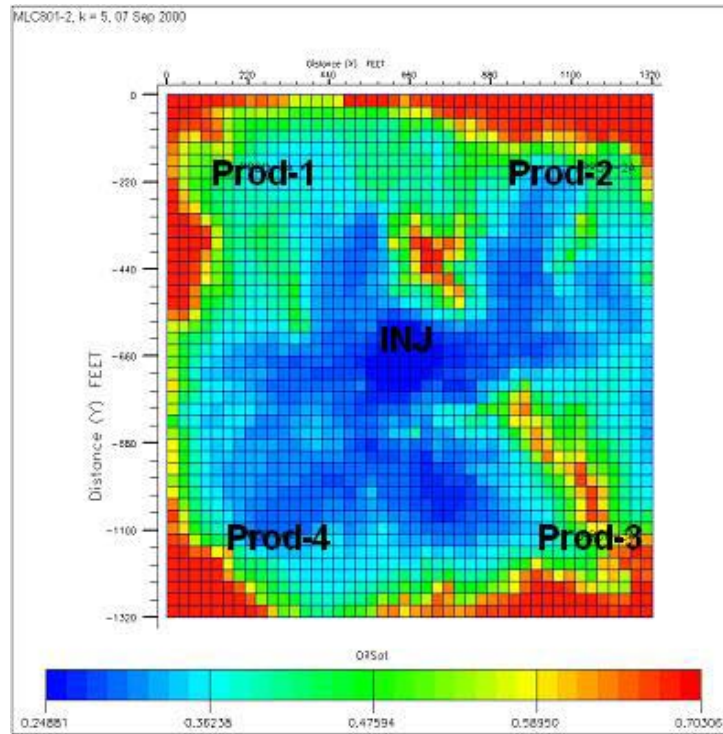 MLC801-2, k = 5, 07 Sep 2000
Distance (X) FEET
0 220 440 660 880 1100 1320
0
Prod-1 Prod-2
-220
-440
INJ
-660
-880
Prod-4 Prod-3
-1100
-1320
Distance (Y) FEET
ORSat
0.24881 0.36238 0.47594 0.58950 0.70306